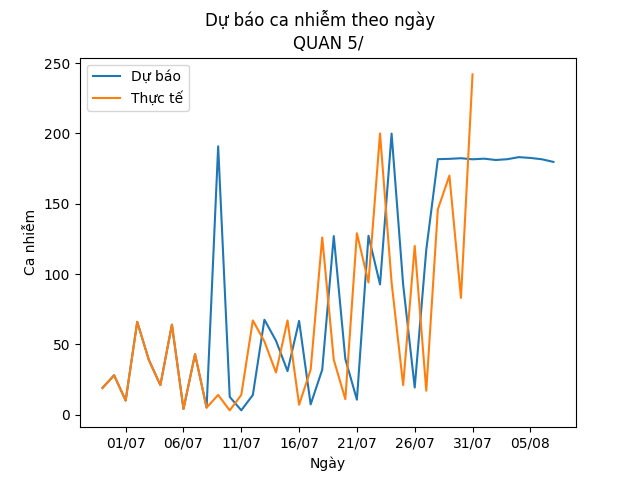 Dự báo ca nhiễm theo ngày
QUAN 5/
Dự báo
Thực tế
Ca nhiễm
250
200
150
100
50
0
01/07 06/07 11/07 16/07 21/07 26/07 31/07 05/08
Ngày